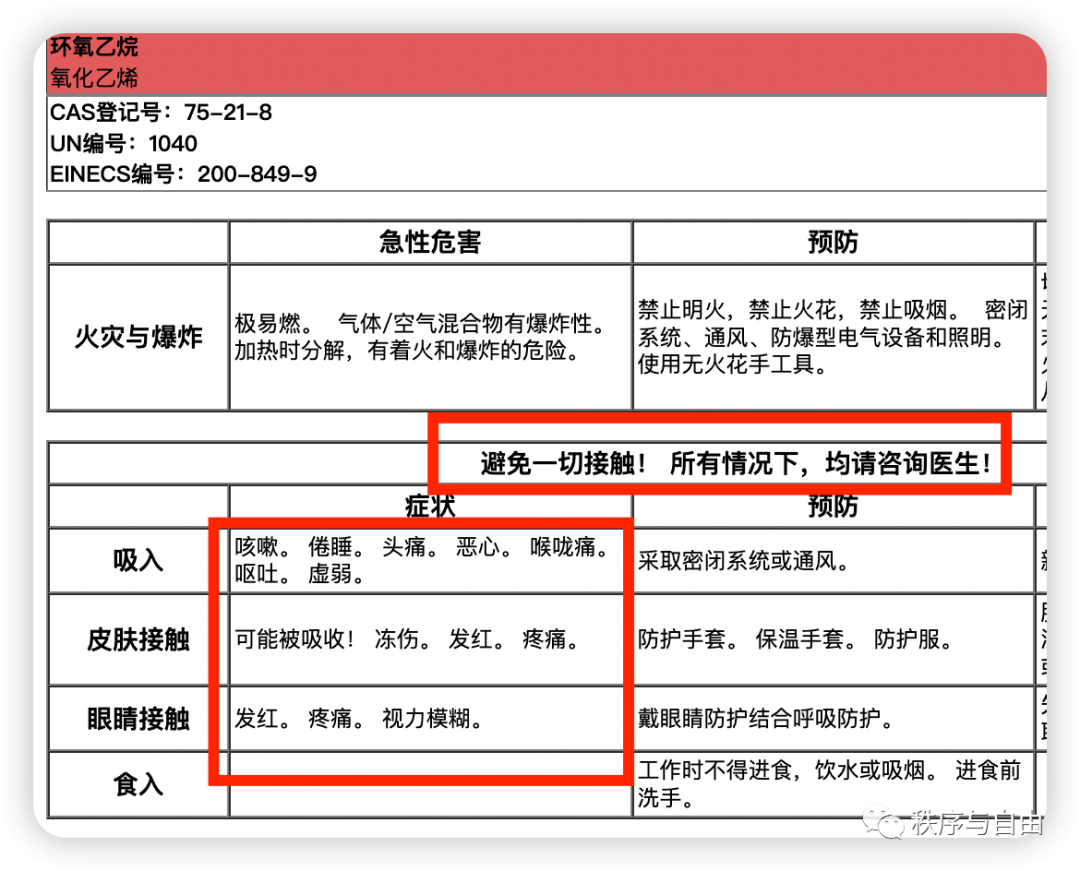 环氧乙烷
氧化乙烯
CAS登记号：75-21-8
UN编号：1040
EINECS编号：200-849-9
急性危害 预防
火灾与爆炸
极易燃。 气体/空气混合物有爆炸性。
加热时分解，有着火和爆炸的危险。
禁止明火，禁止火花，禁止吸烟。 密闭
系统、通风、防爆型电气设备和照明。
使用无火花手工具。
避免一切接触！ 所有情况下，均请咨询医生！
症状 预防
吸入
咳嗽。 倦睡。 头痛。 恶心。 喉咙痛。
呕吐。 虚弱。
采取密闭系统或通风。
皮肤接触
可能被吸收！ 冻伤。 发红。 疼痛。
防护手套。 保温手套。 防护服。
眼睛接触
发红。 疼痛。 视力模糊。
戴眼睛防护结合呼吸防护。
食入
工作时不得进食，饮水或吸烟。 进食前
洗手。
秩序与自由